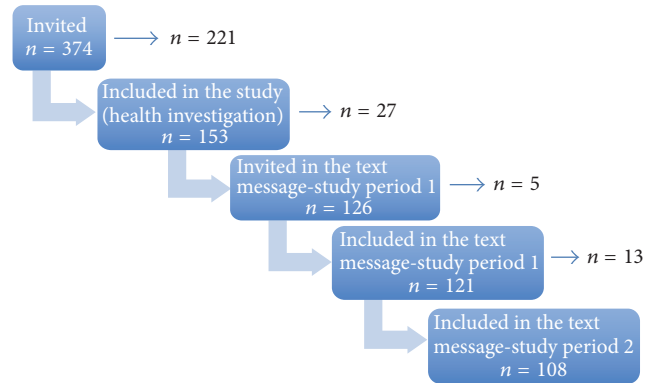 Invited
n = 374
n = 221
Included in the study
(health investigation)
n = 153
n = 27
Invited in the text
message-study period 1
n = 126
n = 5
Included in the text
message-study period 1
n = 121
n = 13
Included in the text
message-study period 2
n = 108